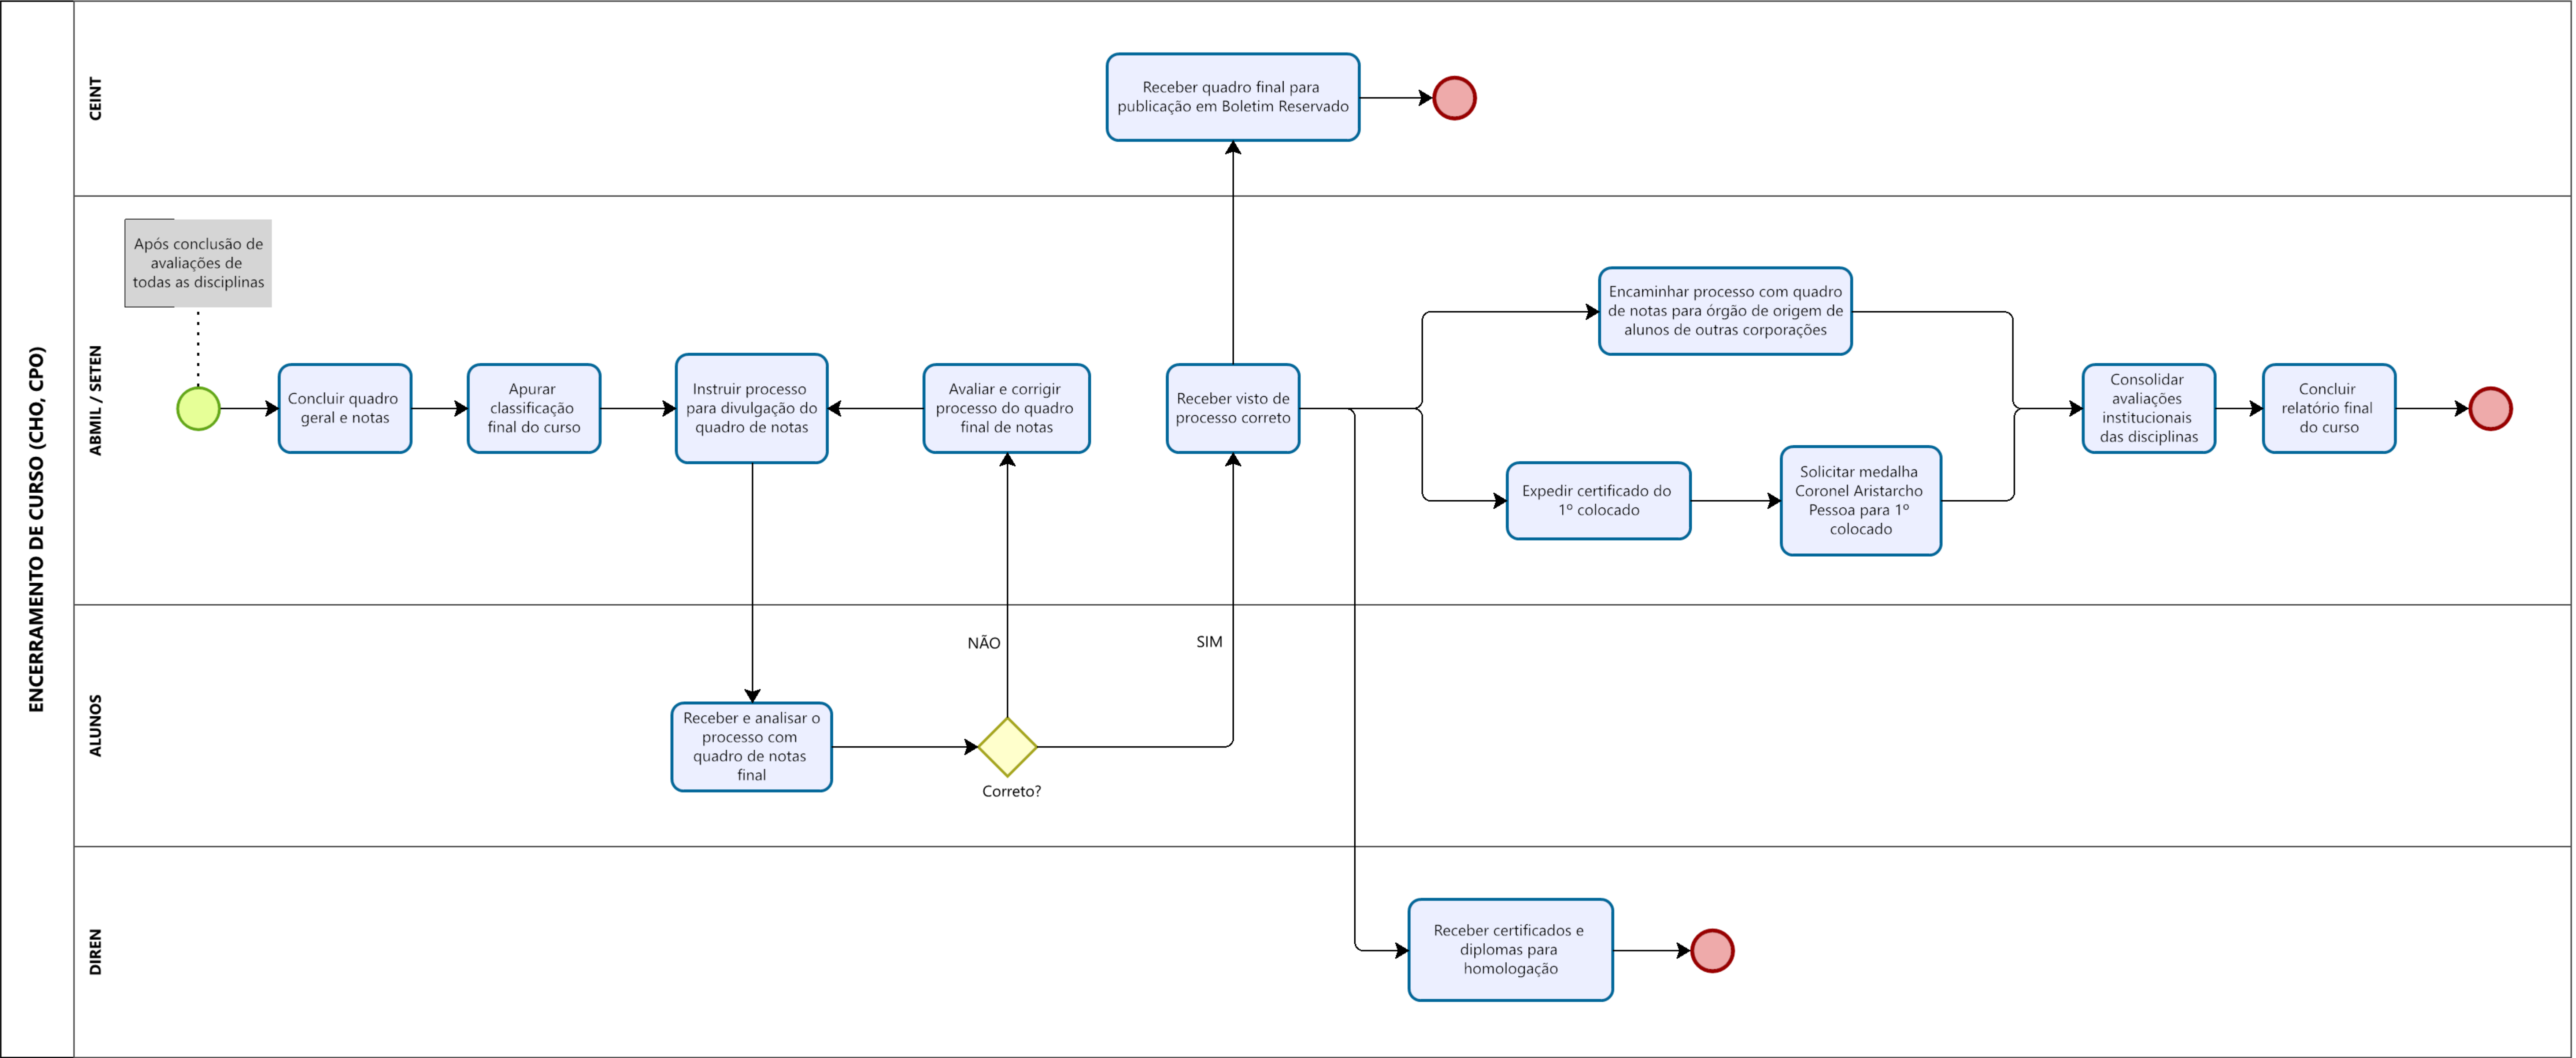 ENCERRAMENTO DE CURSO (CHO, CPO)
CEINT
Receber quadro final para
publicação em Boletim Reservado
ABMIL / SETEN
Após conclusão de
avaliações de
todas as disciplinas
Concluir quadro
geral e notas
Apurar
classificação
final do curso
Instruir processo
para divulgação do
quadro de notas
Avaliar e corrigir
processo do quadro
final de notas
Receber visto de
processo correto
Encaminhar processo com quadro
de notas para órgão de origem de
alunos de outras corporações
Expedir certificado do
1º colocado
Solicitar medalha
Coronel Aristarcho
Pessoa para 1º
colocado
Consolidar
avaliações
institucionais
das disciplinas
Concluir
relatório final
do curso
ALUNOS
NÃO
SIM
Receber e analisar o
processo com
quadro de notas
final
Correto?
DIREN
Receber certificados e
diplomas para
homologação